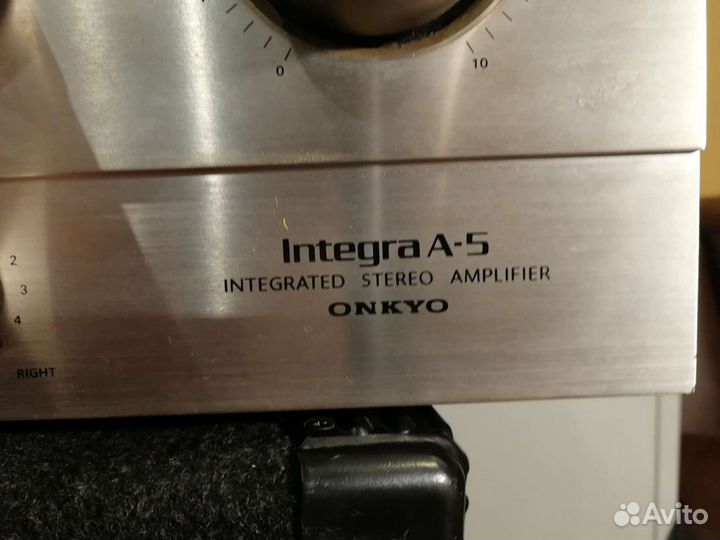 0
10
2
3
4
RIGHT
Integra A-5
INTEGRATED STEREO AMPLIFIER
ONKYO
Avito